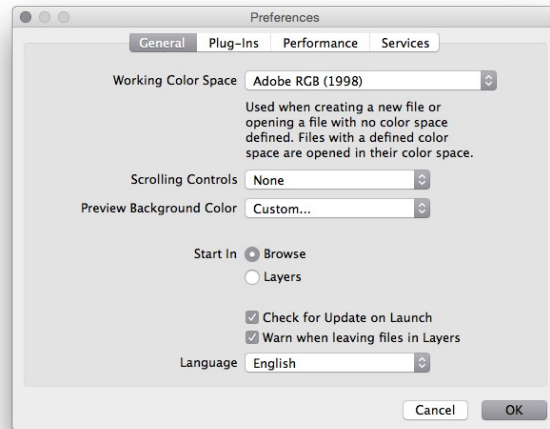 Preferences
General Plug-Ins Performance Services
Working Color Space Adobe RGB (1998)
Used when creating a new file or
opening a file with no color space
defined. Files with a defined color
space are opened in their color space.
Scrolling Controls None
Preview Background Color Custom...
Start In Browse
Layers
Check for Update on Launch
Warn when leaving files in Layers
Language English
Cancel OK